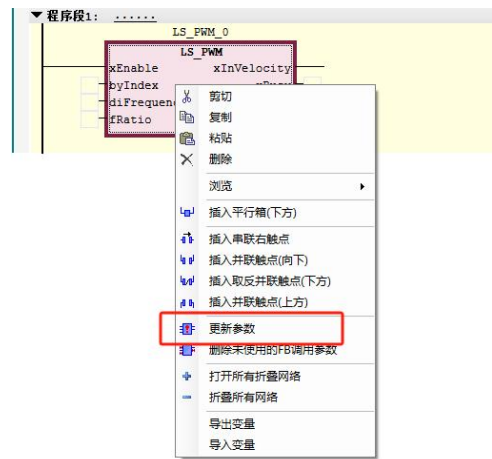 程序段1: ......
LS_PWM_0
LS_PWM
xEnable xInVelocity
byIndex
diFrequen
fRatio
剪切
复制
粘贴
删除
浏览
插入平行箱(下方)
插入串联右触点
插入并联触点(向下)
插入取反并联触点(下方)
插入并联触点(上方)
更新参数
删除未使用的FB调用参数
打开所有折叠网络
折叠所有网络
导出变量
导入变量